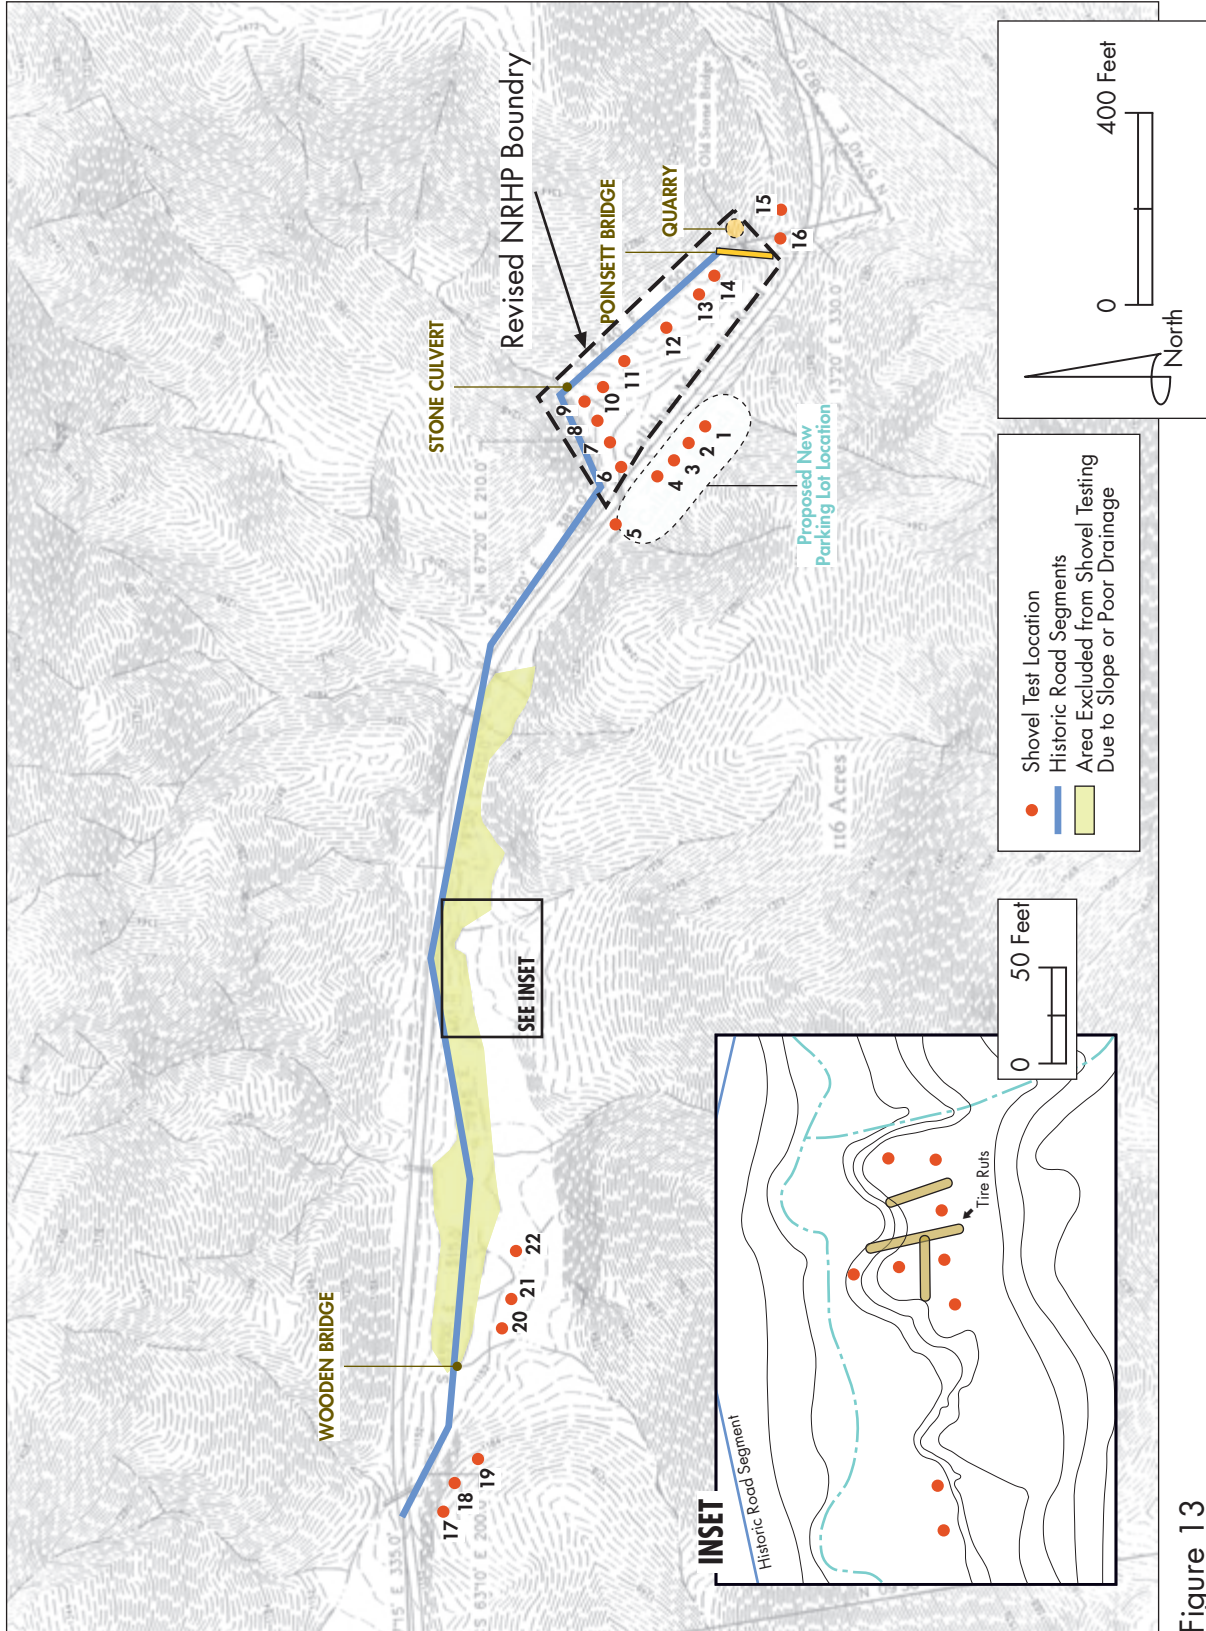 Revised NRHP Boundry
STONE CULVERT
POINSETT BRIDGE
QUARRY
Old Stone Bridge
WOODEN BRIDGE
SEE INSET
Proposed New
Parking Lot Location
116 Acres
1
2
3
4
5
6
7
8
9
10
11
12
13
14
15
16
17
18
19
20
21
22
INSET
Historic Road Segment
Tire Ruts
0
50 Feet
Shovel Test Location
Historic Road Segments
Area Excluded from Shovel Testing
Due to Slope or Poor Drainage
0
400 Feet
North
Figure 13